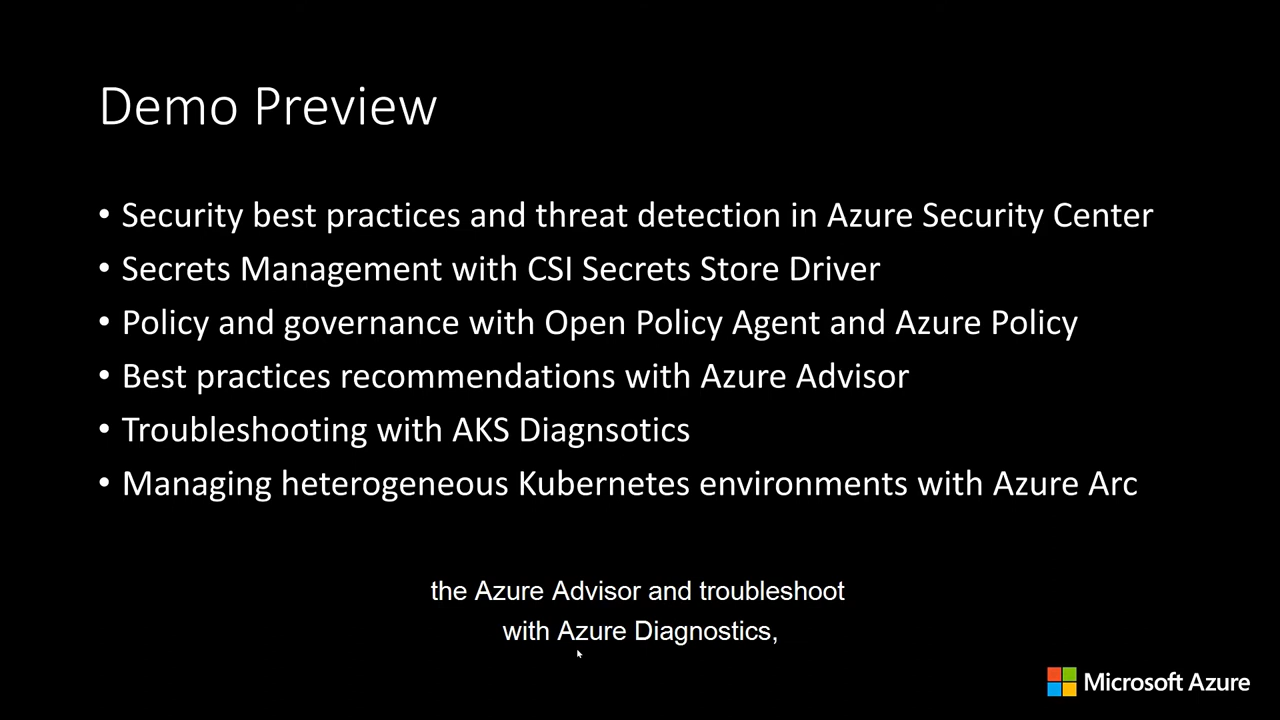 Demo Preview
• Security best practices and threat detection in Azure Security Center
• Secrets Management with CSI Secrets Store Driver
• Policy and governance with Open Policy Agent and Azure Policy
• Best practices recommendations with Azure Advisor
• Troubleshooting with AKS Diagnsotics
• Managing heterogeneous Kubernetes environments with Azure Arc
the Azure Advisor and troubleshoot
with Azure Diagnostics,
Microsoft Azure